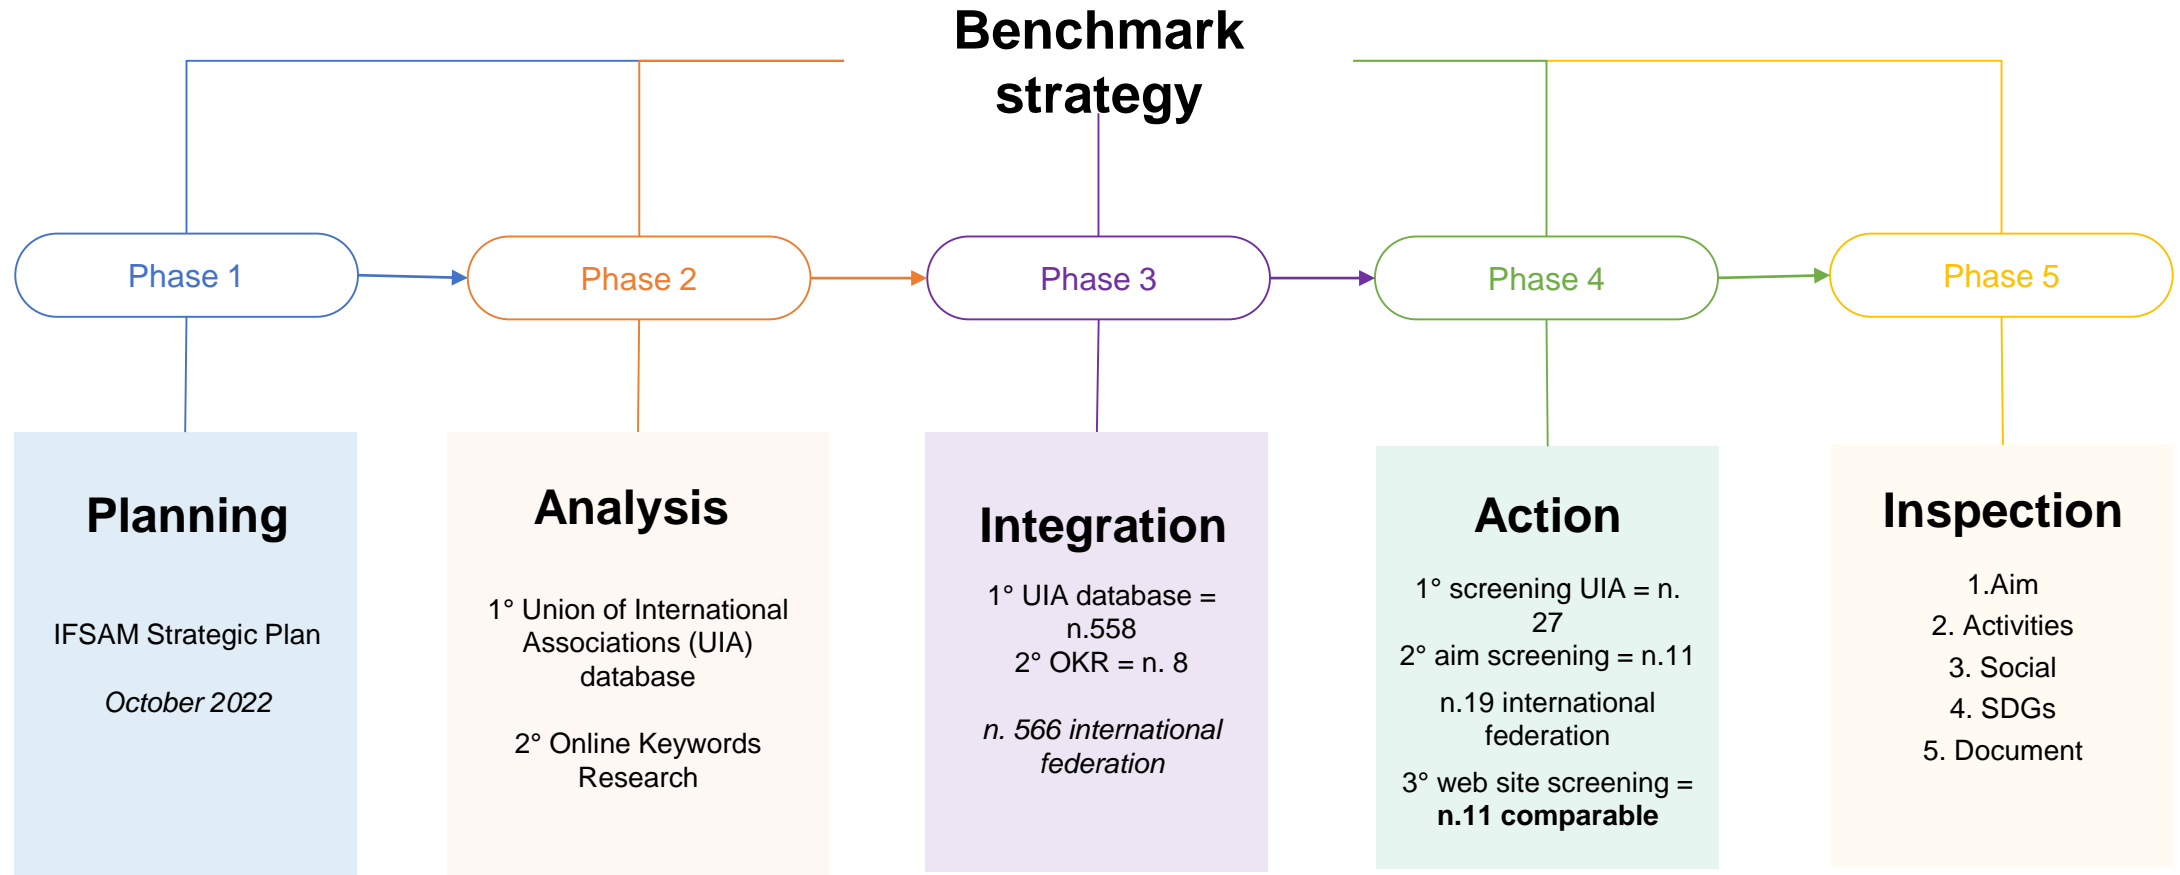 Benchmark
strategy
Phase 1
Phase 2
Phase 3
Phase 4
Phase 5
Planning
IFSAM Strategic Plan
October 2022
Analysis
1° Union of International
Associations (UIA)
database
2° Online Keywords
Research
Integration
1° UIA database =
n.558
2° OKR = n. 8
n. 566 international
federation
Action
1° screening UIA = n.
27
2° aim screening = n.11
n.19 international
federation
3° web site screening =
n.11 comparable
Inspection
1.Aim
2. Activities
3. Social
4. SDGs
5. Document